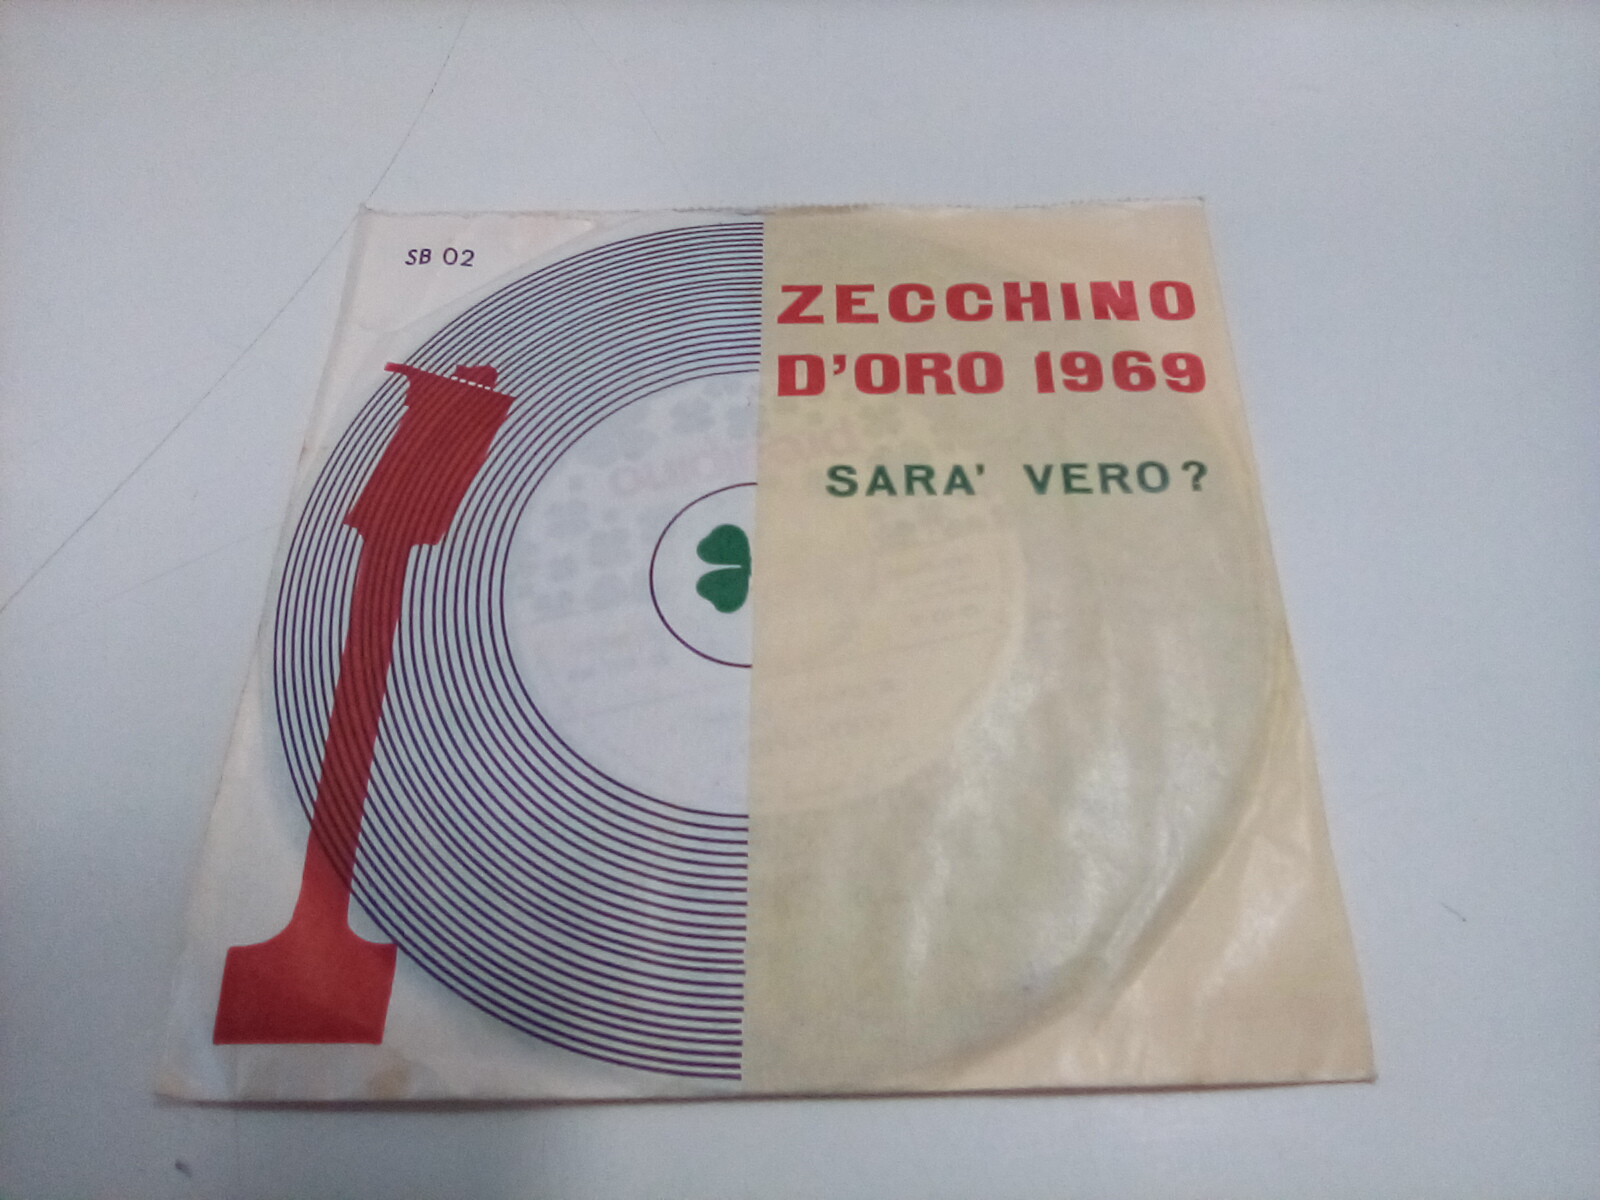 SB 02
ZECCHINO
D'ORO 1969
SARA' VERO?